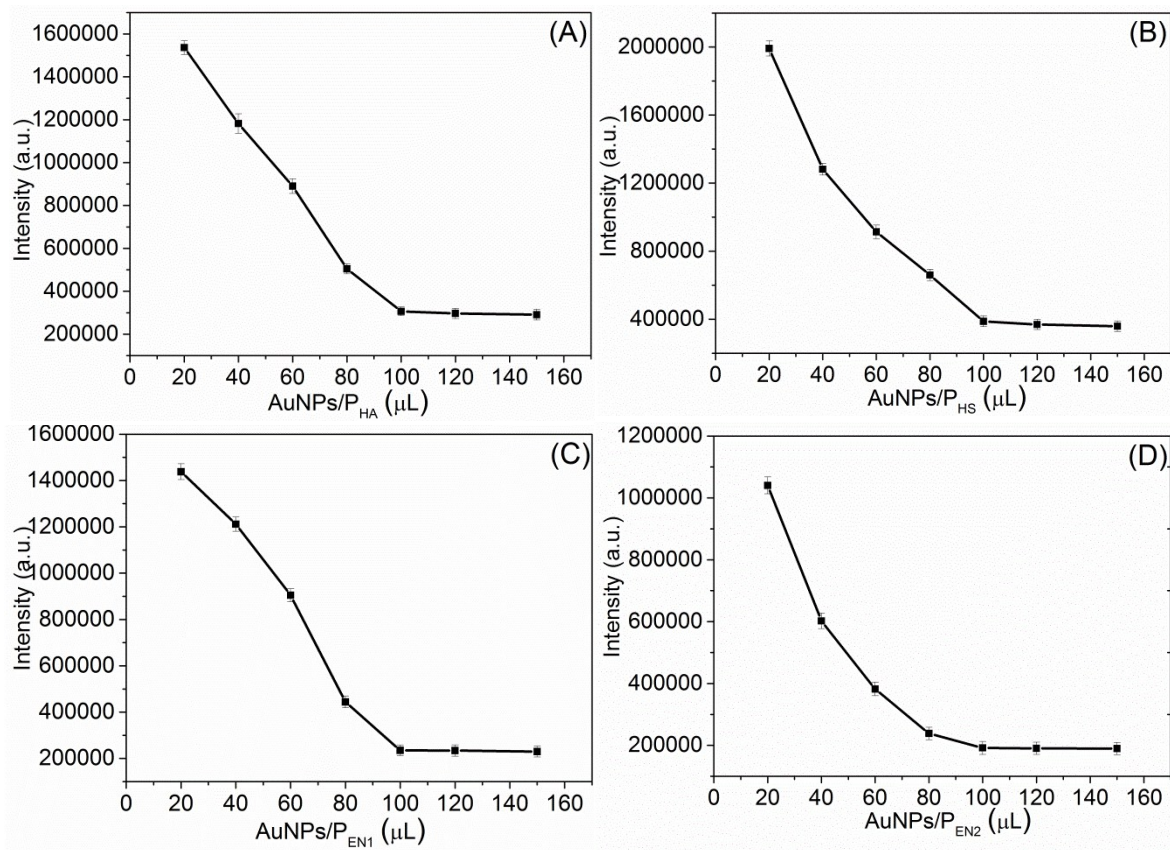 (A)
Intensity (a.u.)
1600000
1400000
1200000
1000000
800000
600000
400000
200000
0 20 40 60 80 100 120 140 160
AuNPs/PHA (μL)
(B)
Intensity (a.u.)
2000000
1600000
1200000
800000
400000
0 20 40 60 80 100 120 140 160
AuNPs/PHS (μL)
(C)
Intensity (a.u.)
1600000
1400000
1200000
1000000
800000
600000
400000
200000
0 20 40 60 80 100 120 140 160
AuNPs/PEN1 (μL)
(D)
Intensity (a.u.)
1200000
1000000
800000
600000
400000
200000
0 20 40 60 80 100 120 140 160
AuNPs/PEN2 (μL)